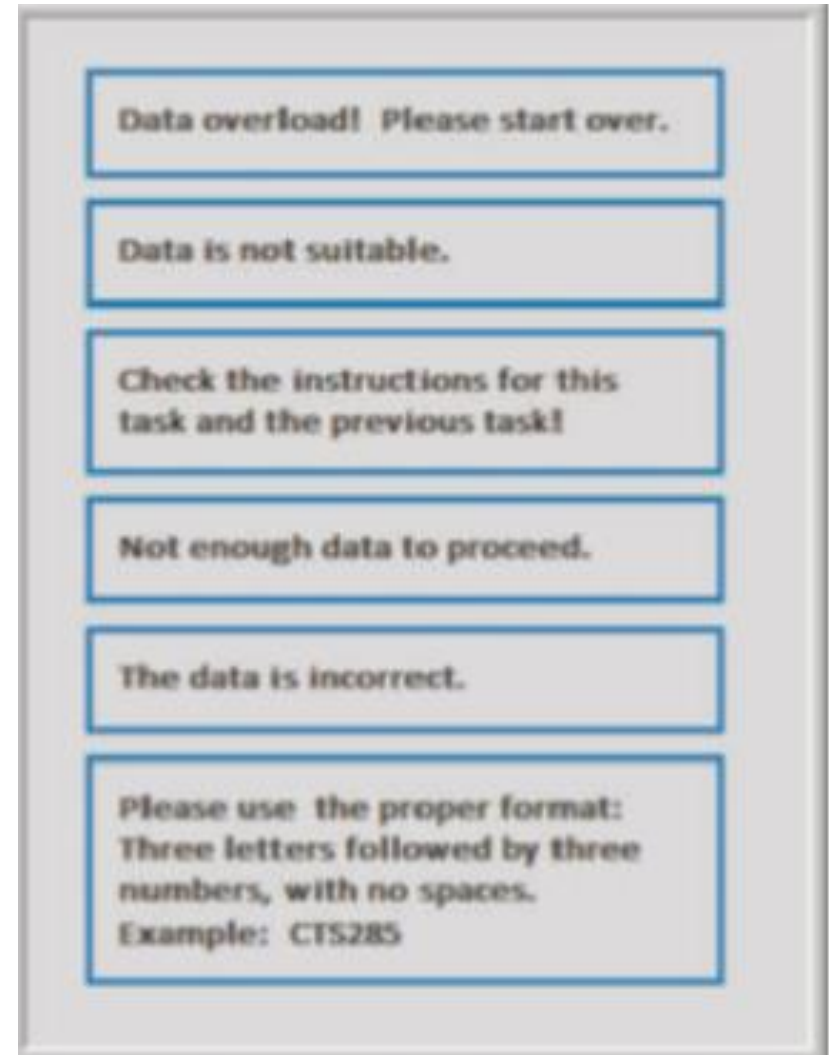 Data overload!  Please start over.
Data is not suitable.
Check the instructions for this
task and the previous task!
Not enough data to proceed.
The data is incorrect.
Please use  the proper format:
Three letters followed by three
numbers, with no spaces.
Example:  CTS285